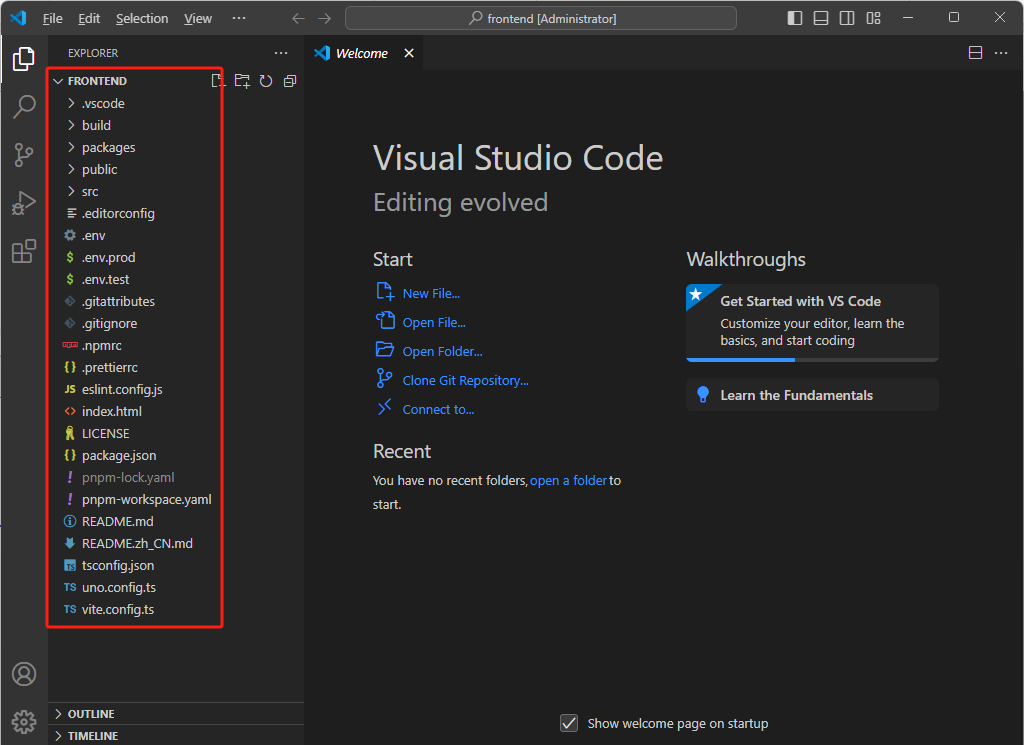 File Edit Selection View ··· frontend [Administrator]
EXPLORER ···
Welcome
FRONTEND
.vscode
build
packages
public
src
.editorconfig
.env
$ .env.prod
$ .env.test
.gitattributes
.gitignore
.npmrc
{} .prettierrc
JS eslint.config.js
<> index.html
LICENSE
{} package.json
! pnpm-lock.yaml
! pnpm-workspace.yaml
README.md
README.zh_CN.md
TS tsconfig.json
TS uno.config.ts
TS vite.config.ts
OUTLINE
TIMELINE
Visual Studio Code
Editing evolved
Start
New File...
Open File...
Open Folder...
Clone Git Repository...
Connect to...
Recent
You have no recent folders, open a folder to
start.
Walkthroughs
Get Started with VS Code
Customize your editor, learn the
basics, and start coding
Learn the Fundamentals
Show welcome page on startup